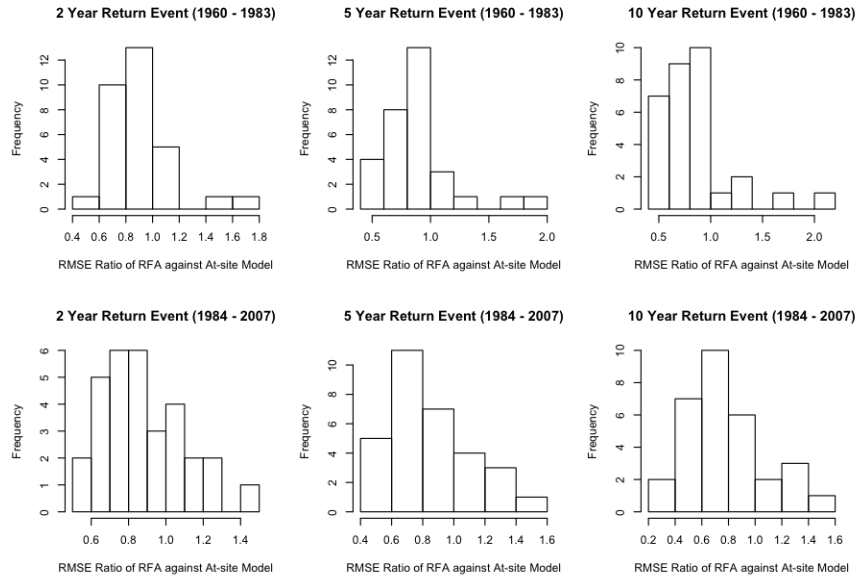 2 Year Return Event (1960 - 1983)
Frequency
0 2 4 6 8 10 12
0.4 0.6 0.8 1.0 1.2 1.4 1.6 1.8
RMSE Ratio of RFA against At-site Model
5 Year Return Event (1960 - 1983)
Frequency
0 2 4 6 8 10 12
0.5 1.0 1.5 2.0
RMSE Ratio of RFA against At-site Model
10 Year Return Event (1960 - 1983)
Frequency
0 2 4 6 8 10
0.5 1.0 1.5 2.0
RMSE Ratio of RFA against At-site Model
2 Year Return Event (1984 - 2007)
Frequency
0 1 2 3 4 5 6
0.6 0.8 1.0 1.2 1.4
RMSE Ratio of RFA against At-site Model
5 Year Return Event (1984 - 2007)
Frequency
0 2 4 6 8 10
0.4 0.6 0.8 1.0 1.2 1.4 1.6
RMSE Ratio of RFA against At-site Model
10 Year Return Event (1984 - 2007)
Frequency
0 2 4 6 8 10
0.2 0.4 0.6 0.8 1.0 1.2 1.4 1.6
RMSE Ratio of RFA against At-site Model